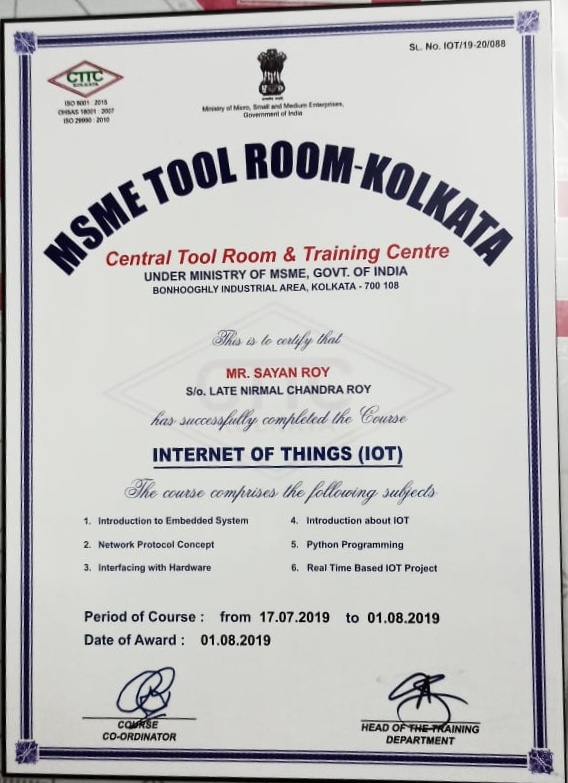 SL. No. IOT/19-20/088
CTTC
KOLKATA
ISO 9001 : 2015
OHSAS 18001 : 2007
ISO 29990 : 2010
Ministry of Micro, Small and Medium Enterprises,
Government of India
MSME TOOL ROOM-KOLKATA
Central Tool Room & Training Centre
UNDER MINISTRY OF MSME, GOVT. OF INDIA
BONHOOGHLY INDUSTRIAL AREA, KOLKATA - 700 108
This is to certify that
MR. SAYAN ROY
S/o. LATE NIRMAL CHANDRA ROY
has successfully completed the Course
INTERNET OF THINGS (IOT)
The course comprises the following subjects
1. Introduction to Embedded System
2. Network Protocol Concept
3. Interfacing with Hardware
4. Introduction about IOT
5. Python Programming
6. Real Time Based IOT Project
Period of Course : from 17.07.2019 to 01.08.2019
Date of Award : 01.08.2019
COURSE
CO-ORDINATOR
HEAD OF THE TRAINING
DEPARTMENT